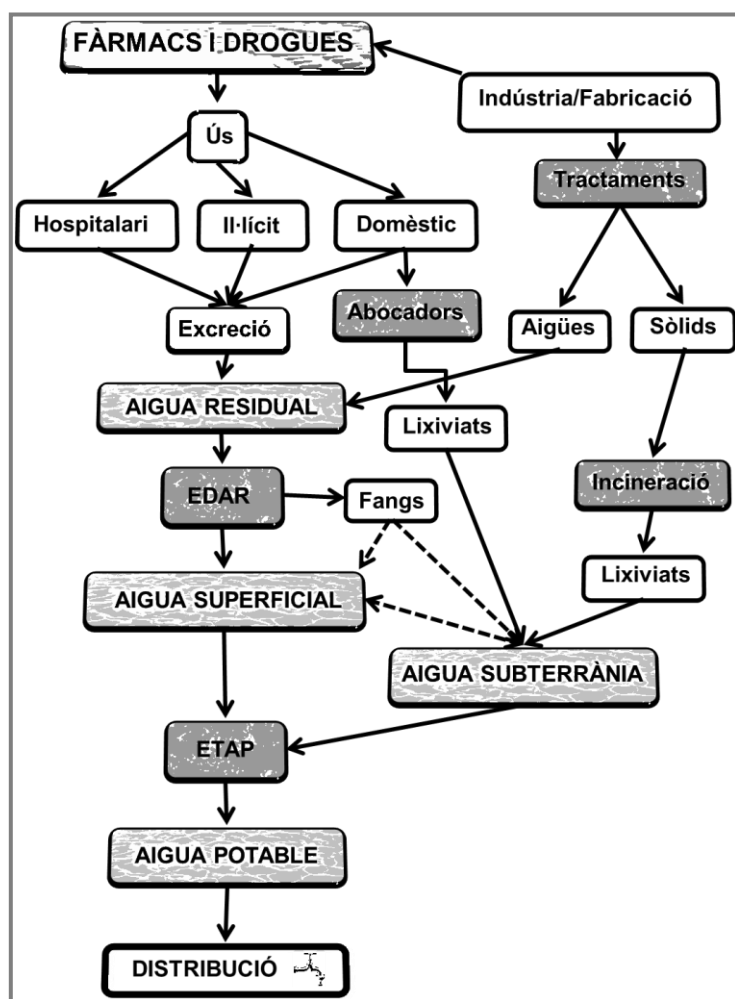 FÀRMACS I DROGUES
Indústria/Fabricació
Ús
Tractaments
Hospitalari
Il·lícit
Domèstic
Abocadors
Aigües
Sòlids
Excreció
AIGUA RESIDUAL
Lixiviats
EDAR
Fangs
Incineració
Lixiviats
AIGUA SUPERFICIAL
AIGUA SUBTERRÀNIA
ETAP
AIGUA POTABLE
DISTRIBUCIÓ